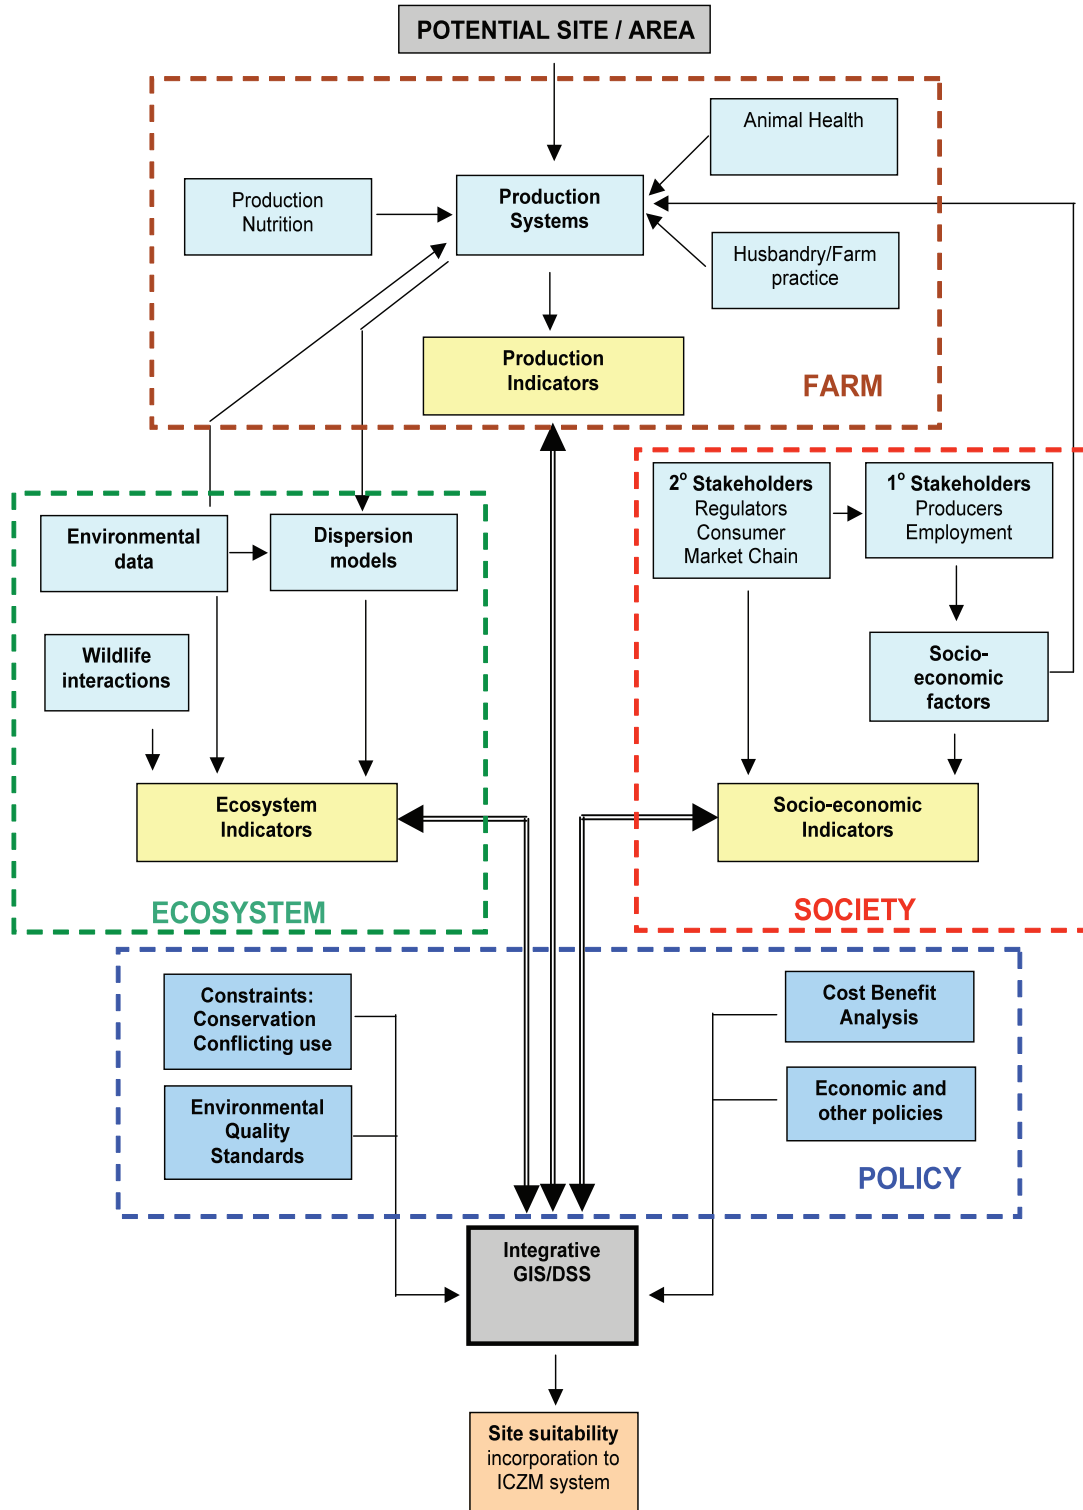 POTENTIAL SITE / AREA
Animal Health
Production
Nutrition
Production
Systems
Husbandry/Farm
practice
Production
Indicators
FARM
2° Stakeholders
Regulators
Consumer
Market Chain
1° Stakeholders
Producers
Employment
Environmental
data
Dispersion
models
Wildlife
interactions
Socio-
economic
factors
Ecosystem
Indicators
Socio-economic
Indicators
ECOSYSTEM
SOCIETY
Constraints:
Conservation
Conflicting use
Cost Benefit
Analysis
Environmental
Quality
Standards
Economic and
other policies
POLICY
Integrative
GIS/DSS
Site suitability
incorporation to
ICZM system